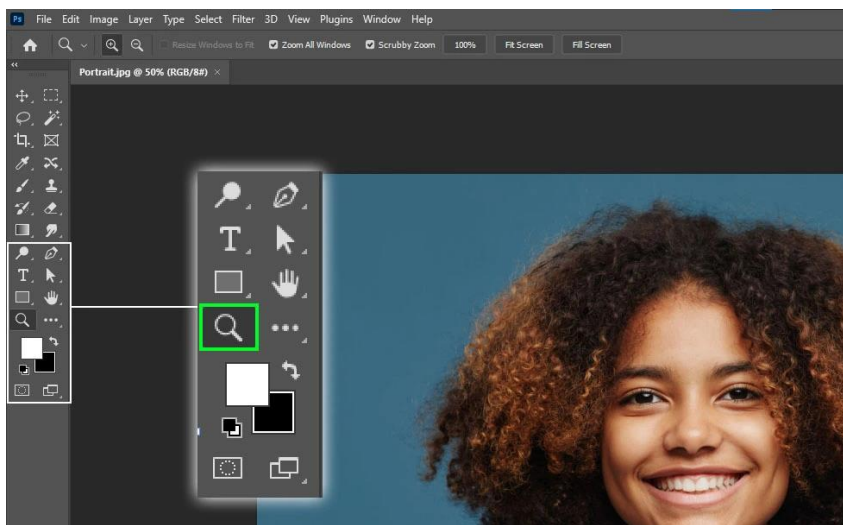 Ps File Edit Image Layer Type Select Filter 3D View Plugins Window Help
Resize Windows to Fit Zoom All Windows Scrubby Zoom 100% Fit Screen Fill Screen
Portrait.jpg @ 50% (RGB/8#) ×
T
T